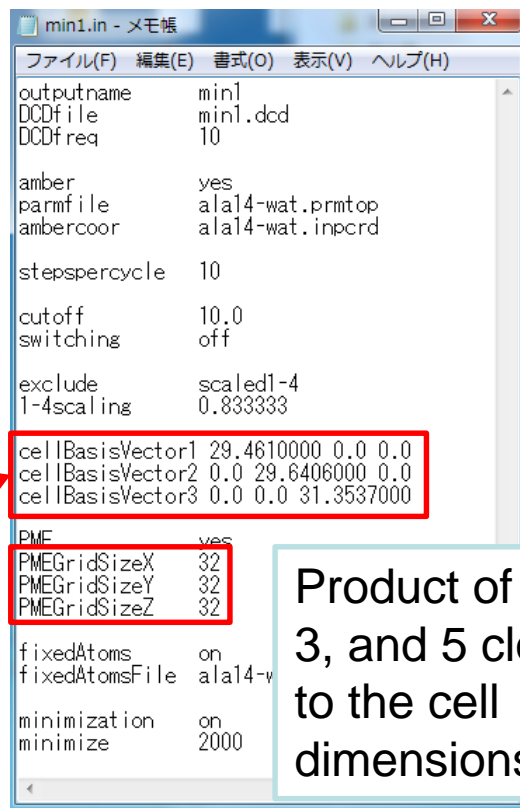 min1.in - メモ帳
ファイル(F) 編集(E) 書式(O) 表示(V) ヘルプ(H)
outputname min1
DCDfile min1.dcd
DCDfreq 10
amber yes
parmfile ala14-wat.prmtop
ambercoor ala14-wat.inpcrd
stepspercycle 10
cutoff 10.0
switching off
exclude scaled1-4
1-4scaling 0.833333
cellBasisVector1 29.4610000 0.0 0.0
cellBasisVector2 0.0 29.6406000 0.0
cellBasisVector3 0.0 0.0 31.3537000
PME yes
PMEGridSizeX 32
PMEGridSizeY 32
PMEGridSizeZ 32
fixedAtoms on
fixedAtomsFile ala14-w
minimization on
minimize 2000
Product of
3, and 5 clo
to the cell
dimensions